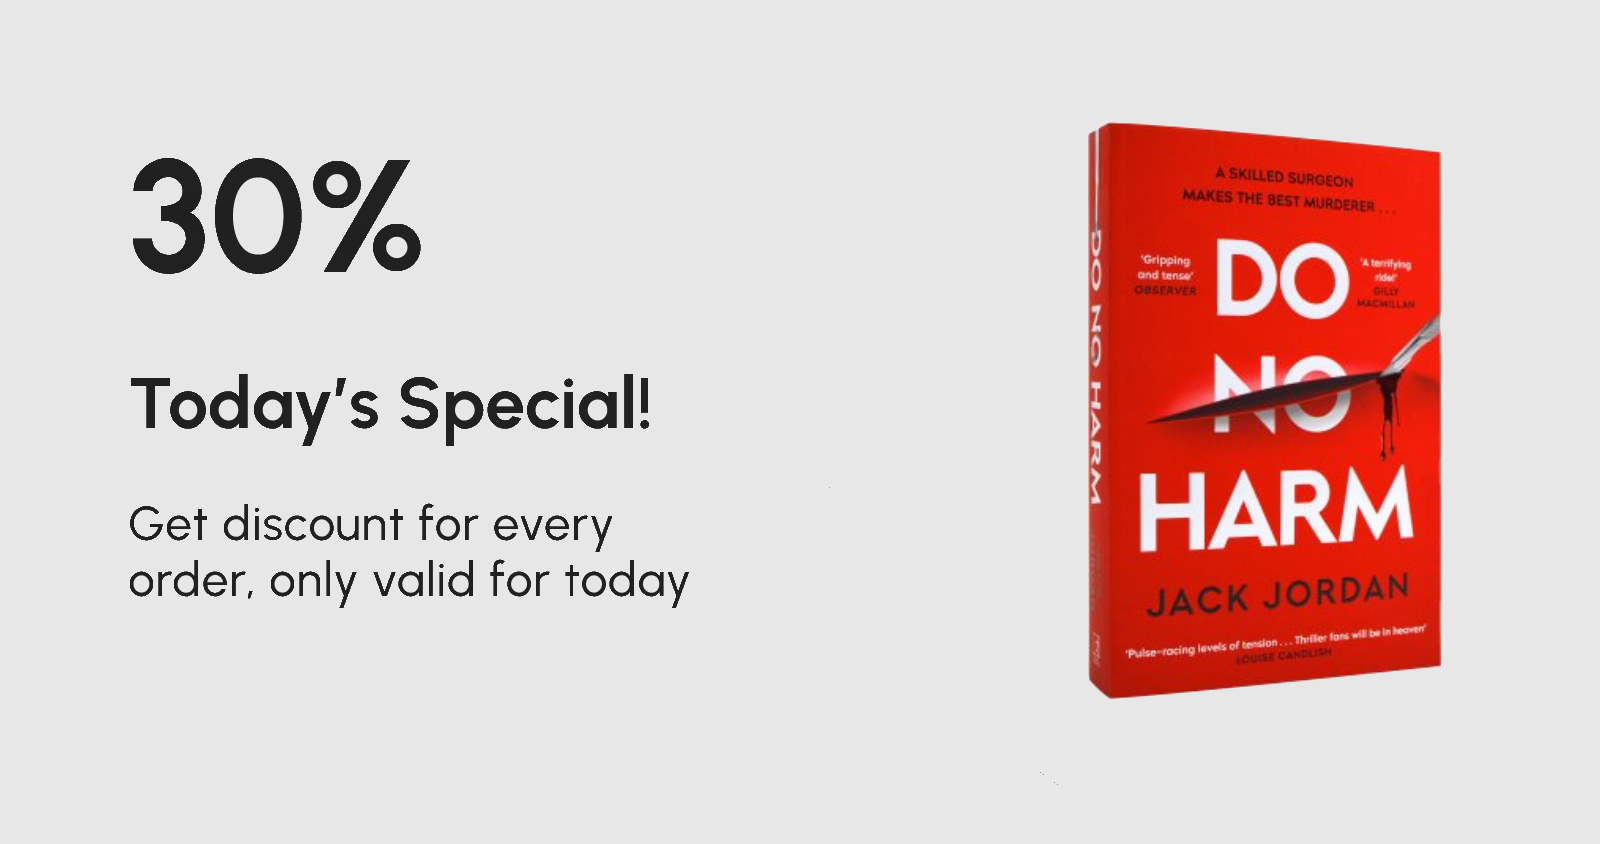 30%
Today's Special!
Get discount for every
order, only valid for today
A SKILLED SURGEON
MAKES THE BEST MURDERER ...
'Gripping
and tense'
OBSERVER
DO
'A terrifying
ride!'
GILLY
MACMILLAN
NO
HARM
JACK JORDAN
'Pulse-racing levels of tension ... Thriller fans will be in heaven'
LOUISE CANDLISH
DO NO HARM